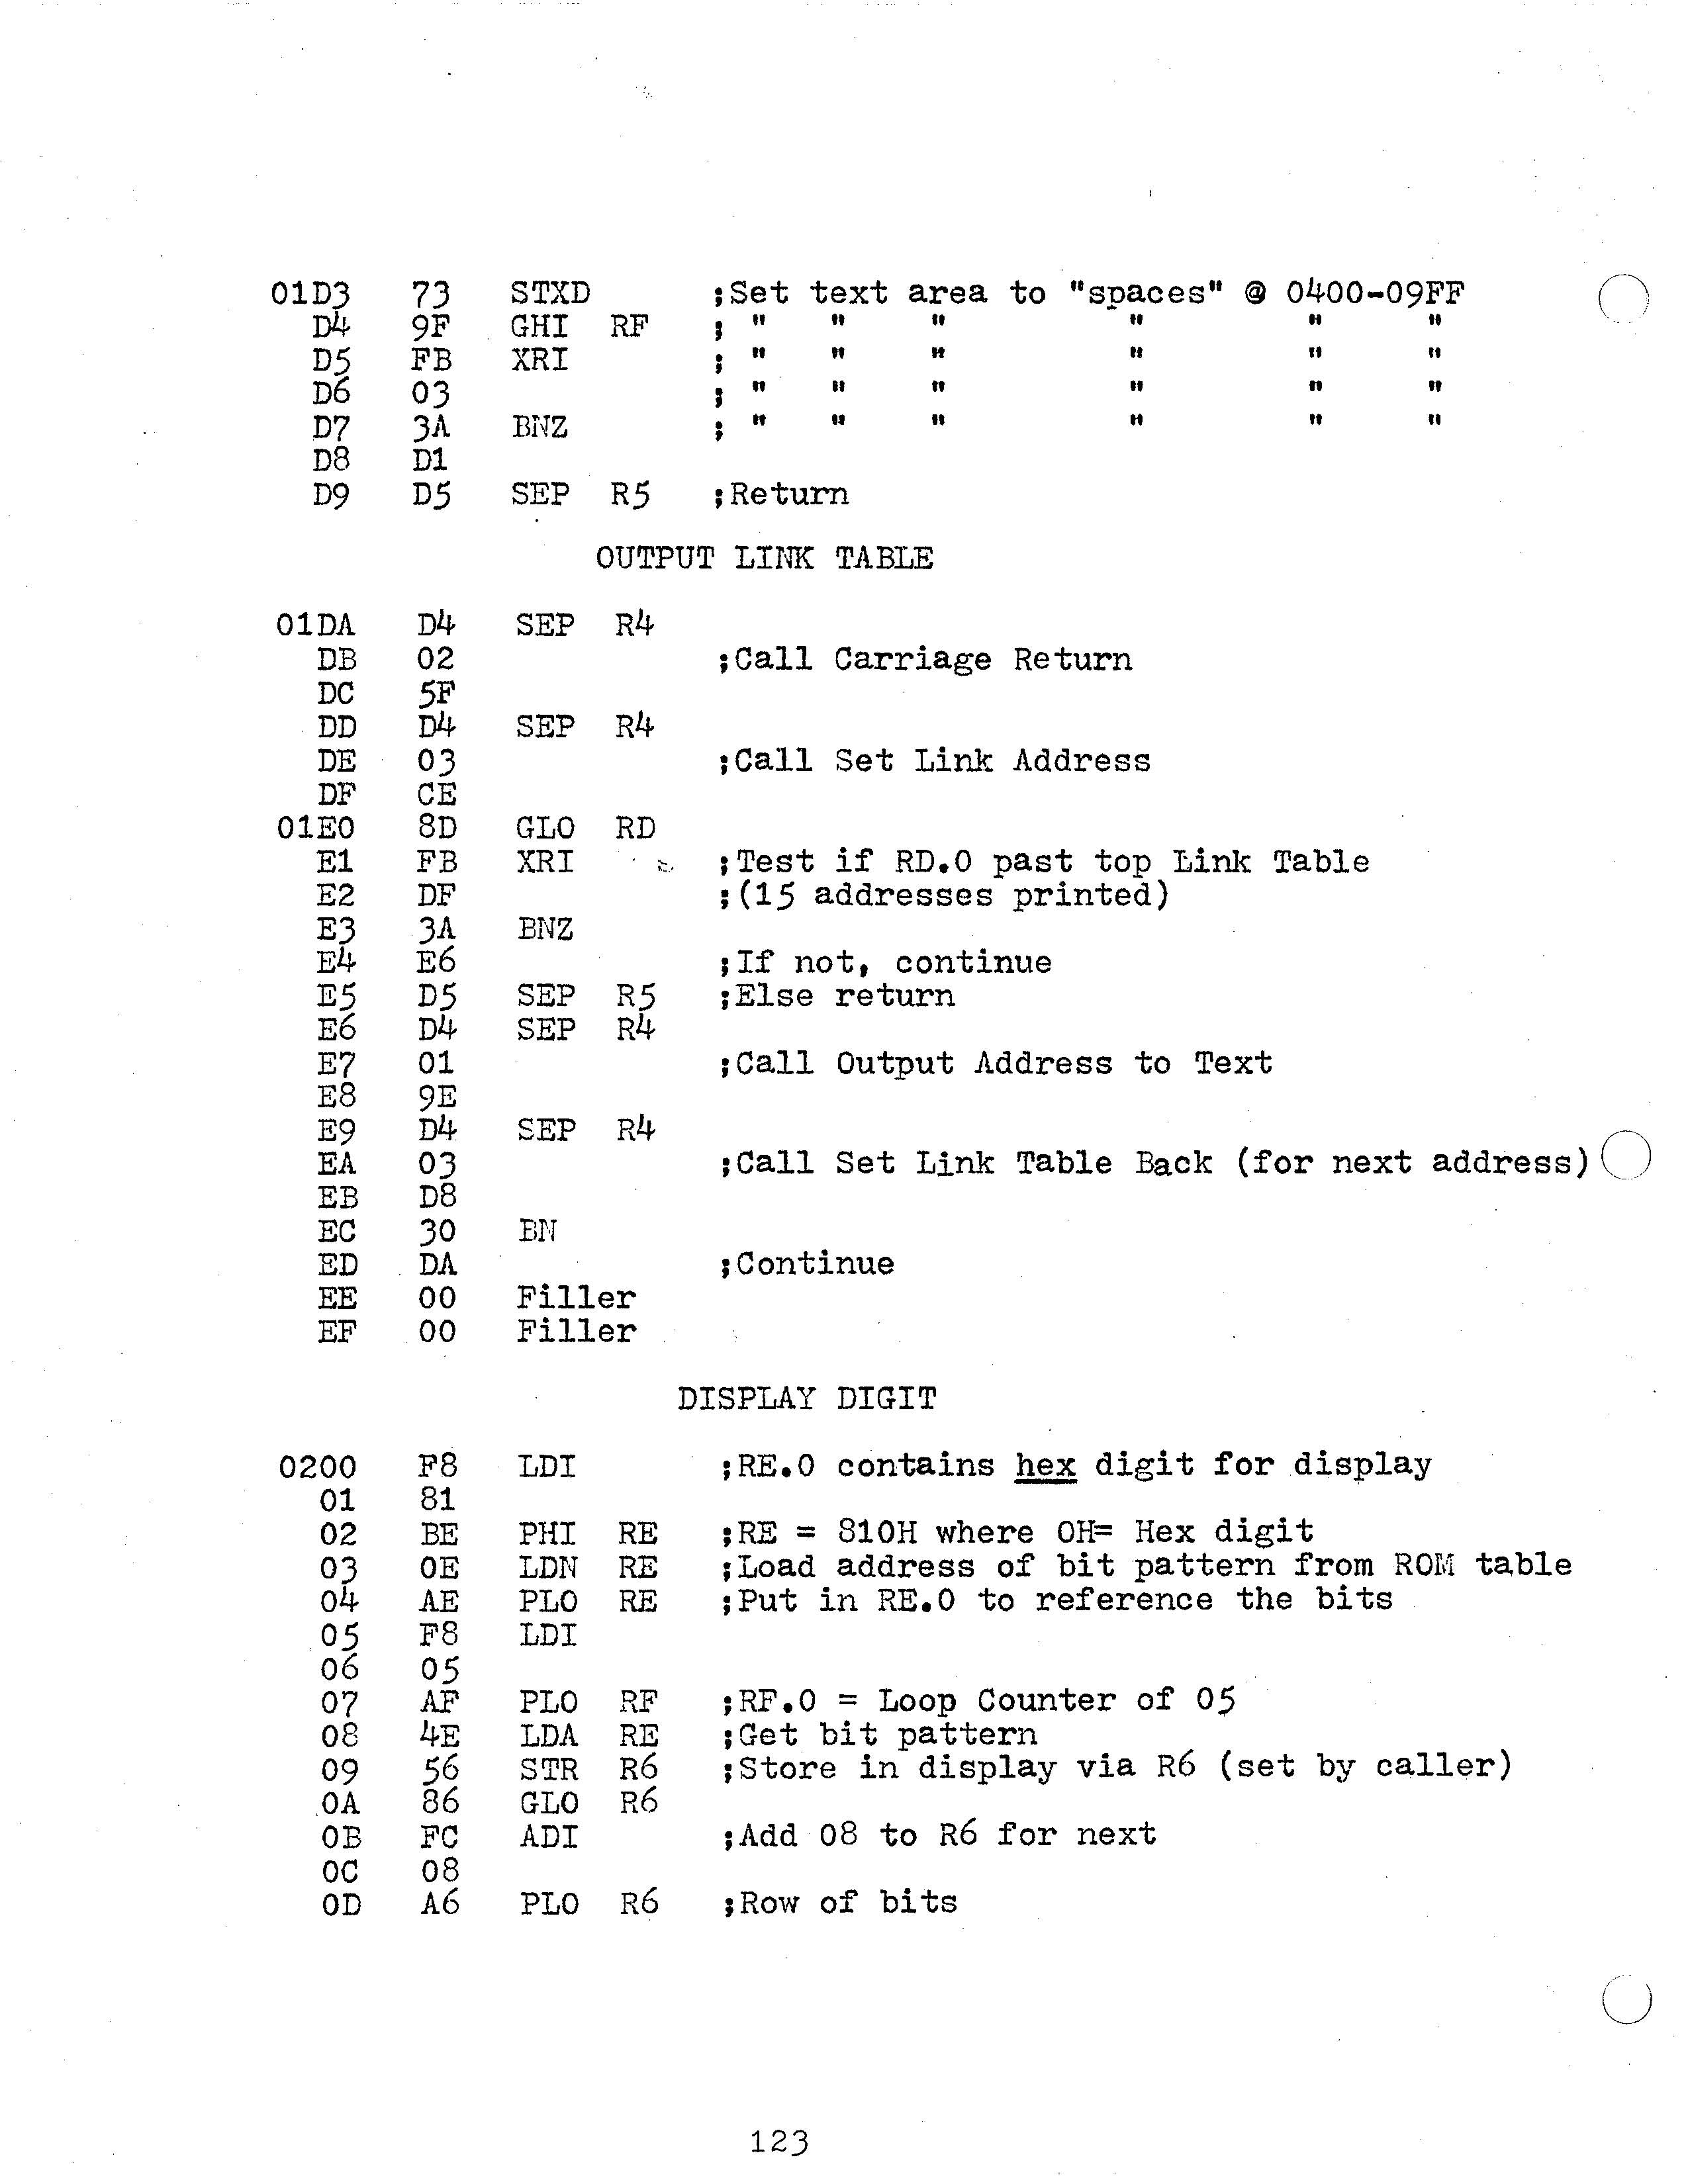 01D3 73 STXD ;Set text area to "spaces" @ 0400-09FF
D4 9F GHI RF ; " " " " " "
D5 FB XRI ; " " " " " "
D6 03 ; " " " " " "
D7 3A BNZ ; " " " " " "
D8 D1
D9 D5 SEP R5 ;Return
OUTPUT LINK TABLE
01DA D4 SEP R4
DB 02 ;Call Carriage Return
DC 5F
DD D4 SEP R4
DE 03 ;Call Set Link Address
DF CE
01E0 8D GLO RD
E1 FB XRI ;Test if RD.0 past top Link Table
E2 DF ;(15 addresses printed)
E3 3A BNZ
E4 E6 ;If not, continue
E5 D5 SEP R5 ;Else return
E6 D4 SEP R4
E7 01 ;Call Output Address to Text
E8 9E
E9 D4 SEP R4
EA 03 ;Call Set Link Table Back (for next address)
EB D8
EC 30 BN
ED DA ;Continue
EE 00 Filler
EF 00 Filler
DISPLAY DIGIT
0200 F8 LDI ;RE.0 contains hex digit for display
01 81
02 BE PHI RE ;RE = 810H where 0H= Hex digit
03 0E LDN RE ;Load address of bit pattern from ROM table
04 AE PLO RE ;Put in RE.0 to reference the bits
05 F8 LDI
06 05
07 AF PLO RF ;RF.0 = Loop Counter of 05
08 4E LDA RE ;Get bit pattern
09 56 STR R6 ;Store in display via R6 (set by caller)
0A 86 GLO R6
0B FC ADI ;Add 08 to R6 for next
0C 08
0D A6 PLO R6 ;Row of bits
123